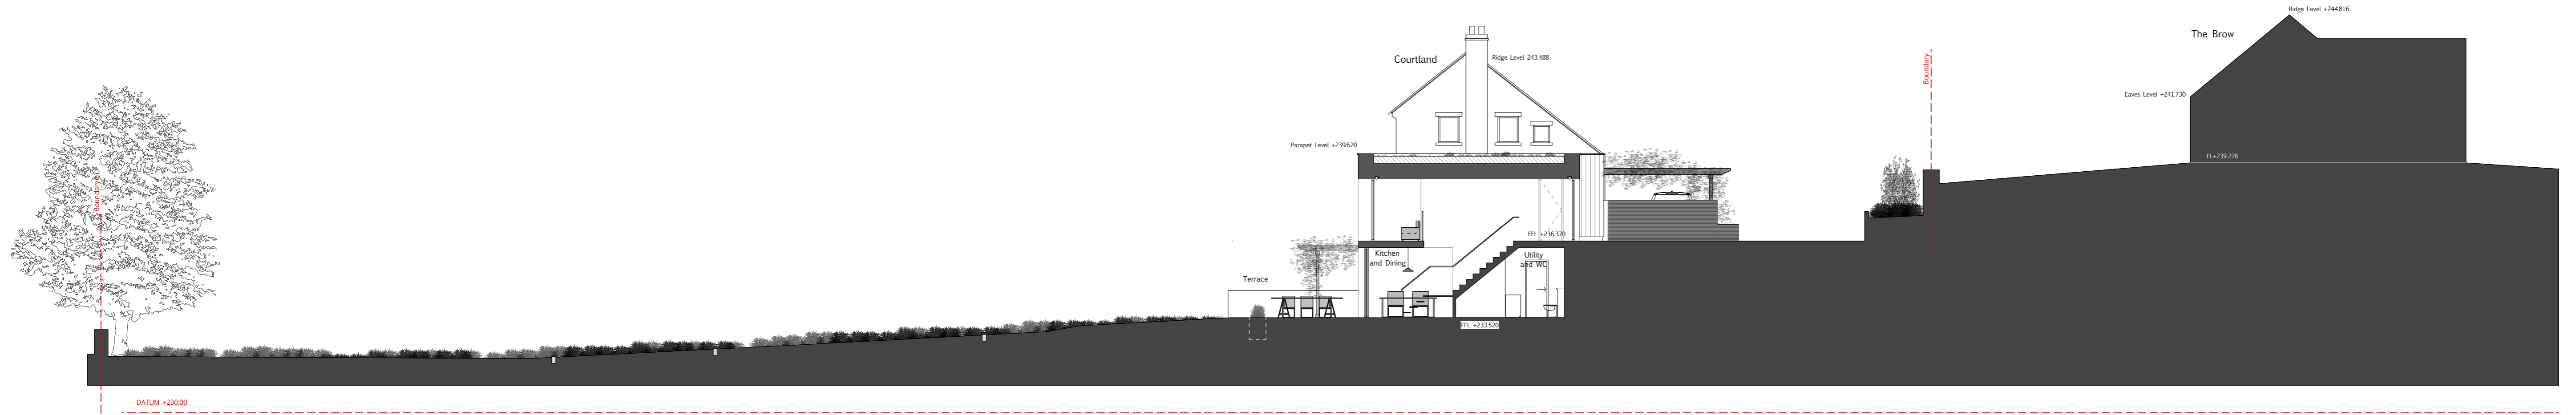 Ridge Level +244.816
The Brow
Courtland
Ridge Level 243.488
Boundary
Eaves Level +241.730
Parapet Level +239.620
FL+239.276
Boundary
FFL +236.370
Kitchen
and Dining
Utility
and WC
Terrace
FFL +233.520
DATUM +230.00